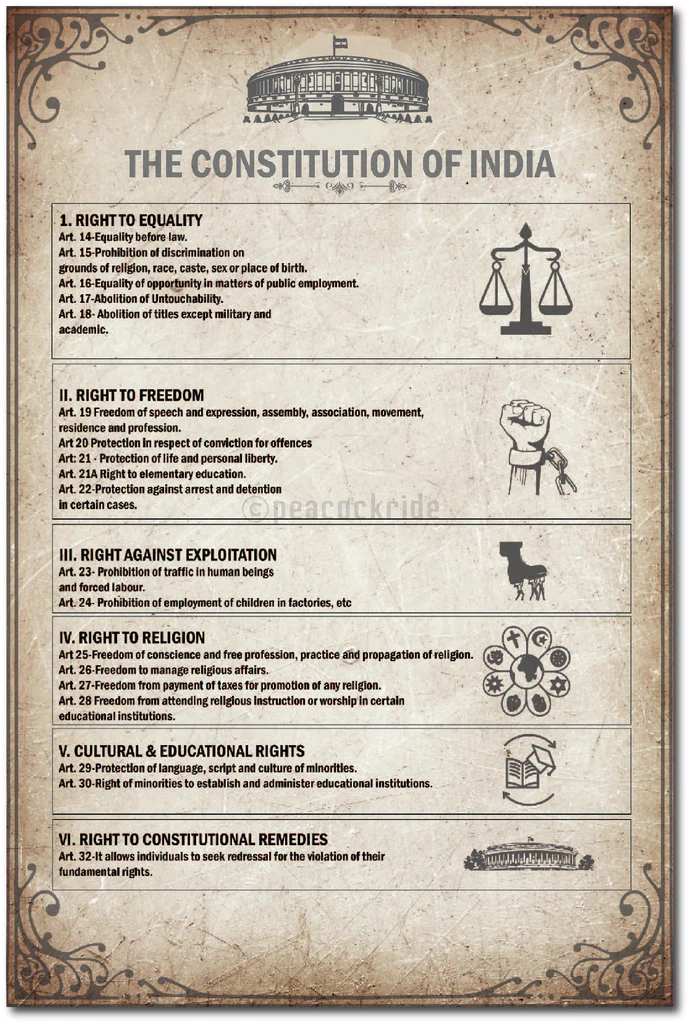 THE CONSTITUTION OF INDIA
1. RIGHT TO EQUALITY
Art. 14-Equality before law.
Art. 15-Prohibition of discrimination on
grounds of religion, race, caste, sex or place of birth.
Art. 16-Equality of opportunity in matters of public employment.
Art. 17-Abolition of Untouchability.
Art. 18- Abolition of titles except military and
academic.
II. RIGHT TO FREEDOM
Art. 19 Freedom of speech and expression, assembly, association, movement,
residence and profession.
Art 20 Protection in respect of conviction for offences
Art: 21 - Protection of life and personal liberty.
Art. 21A Right to elementary education.
Art. 22-Protection against arrest and detention
in certain cases.
©peacockride
III. RIGHT AGAINST EXPLOITATION
Art. 23- Prohibition of traffic in human beings
and forced labour.
Art. 24- Prohibition of employment of children in factories, etc
IV. RIGHT TO RELIGION
Art 25-Freedom of conscience and free profession, practice and propagation of religion.
Art. 26-Freedom to manage religious affairs.
Art. 27-Freedom from payment of taxes for promotion of any religion.
Art. 28 Freedom from attending religious instruction or worship in certain
educational institutions.
V. CULTURAL & EDUCATIONAL RIGHTS
Art. 29-Protection of language, script and culture of minorities.
Art. 30-Right of minorities to establish and administer educational institutions.
VI. RIGHT TO CONSTITUTIONAL REMEDIES
Art. 32-It allows individuals to seek redressal for the violation of their
fundamental rights.